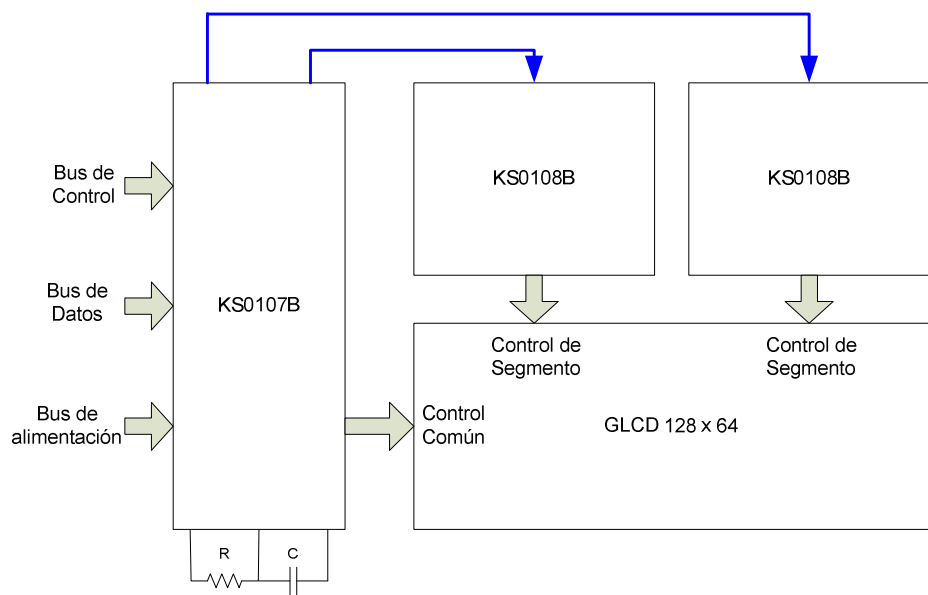 Bus de
Control
Bus de
Datos
Bus de
alimentación
KS0107B
R
C
KS0108B
KS0108B
Control de
Segmento
Control de
Segmento
Control
Común
GLCD 128 x 64